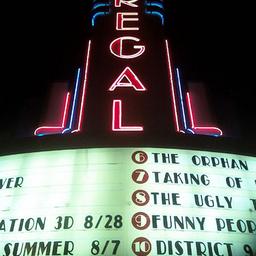 REGAL
6 THE ORPHAN
VER 7 TAKING OF
8 THE UGLY T
ATION 3D 8/28 9 FUNNY PEOP
SUMMER 8/7 10 DISTRICT 9